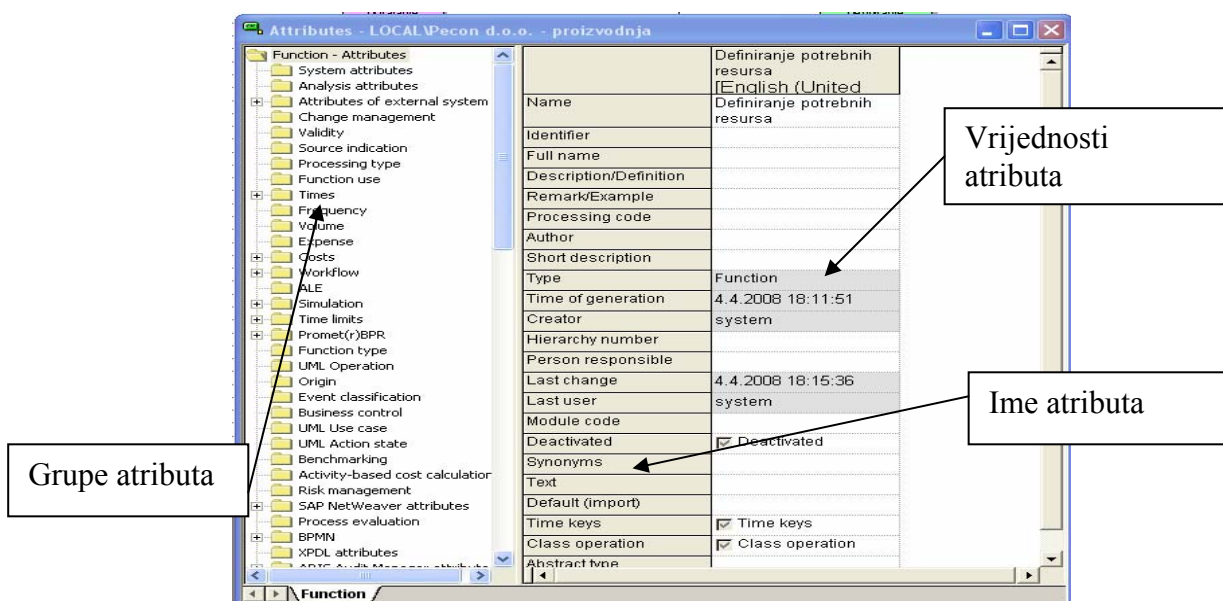 Attributes - LOCAL\Pecon d.o.o. - proizvodnja
Function - Attributes
System attributes
Analysis attributes
Attributes of external system
Change management
Validity
Source indication
Processing type
Function use
Times
Frequency
Volume
Expense
Costs
Workflow
ALE
Simulation
Time limits
Promet(r)BPR
Function type
UML Operation
Origin
Event classification
Business control
UML Use case
UML Action state
Benchmarking
Activity-based cost calculation
Risk management
SAP NetWeaver attributes
Process evaluation
BPMN
XPDL attributes
Function
Definiranje potrebnih
resursa
[English (United
Name
Definiranje potrebnih
resursa
Identifier
Full name
Description/Definition
Remark/Example
Processing code
Author
Short description
Type Function
Time of generation 4.4.2008 18:11:51
Creator system
Hierarchy number
Person responsible
Last change 4.4.2008 18:15:36
Last user system
Module code
Deactivated Deactivated
Synonyms
Text
Default (import)
Time keys Time keys
Class operation Class operation
Abstract type
Vrijednosti
atributa
Ime atributa
Grupe atributa